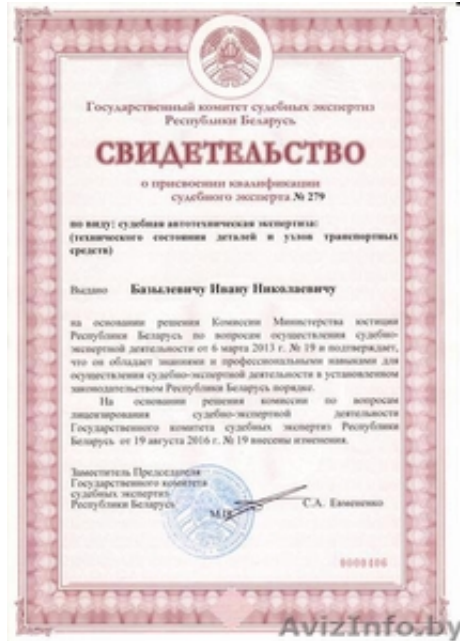 Государственный комитет судебных экспертиз
Республики Беларусь
СВИДЕТЕЛЬСТВО
о присвоении квалификации
судебного эксперта № 279
по виду: судебная автотехническая экспертиза:
(технического состояния деталей и узлов транспортных
средств)
Выдано Базылевичу Ивану Николаевичу
на основании решения Комиссии Министерства юстиции
Республики Беларусь по вопросам осуществления судебно-
экспертной деятельности от 6 марта 2013 г. № 19 и подтверждает,
что он обладает знаниями и профессиональными навыками для
осуществления судебно-экспертной деятельности в установленном
законодательством Республики Беларусь порядке.
На основании решения комиссии по вопросам
лицензирования судебно-экспертной деятельности
Государственного комитета судебных экспертиз Республики
Беларусь от 19 августа 2016 г. № 19 внесены изменения.
Заместитель Председателя
Государственного комитета
судебных экспертиз
Республики Беларусь
М.П.
С.А. Евмененко
0000406
AvizInfo.by